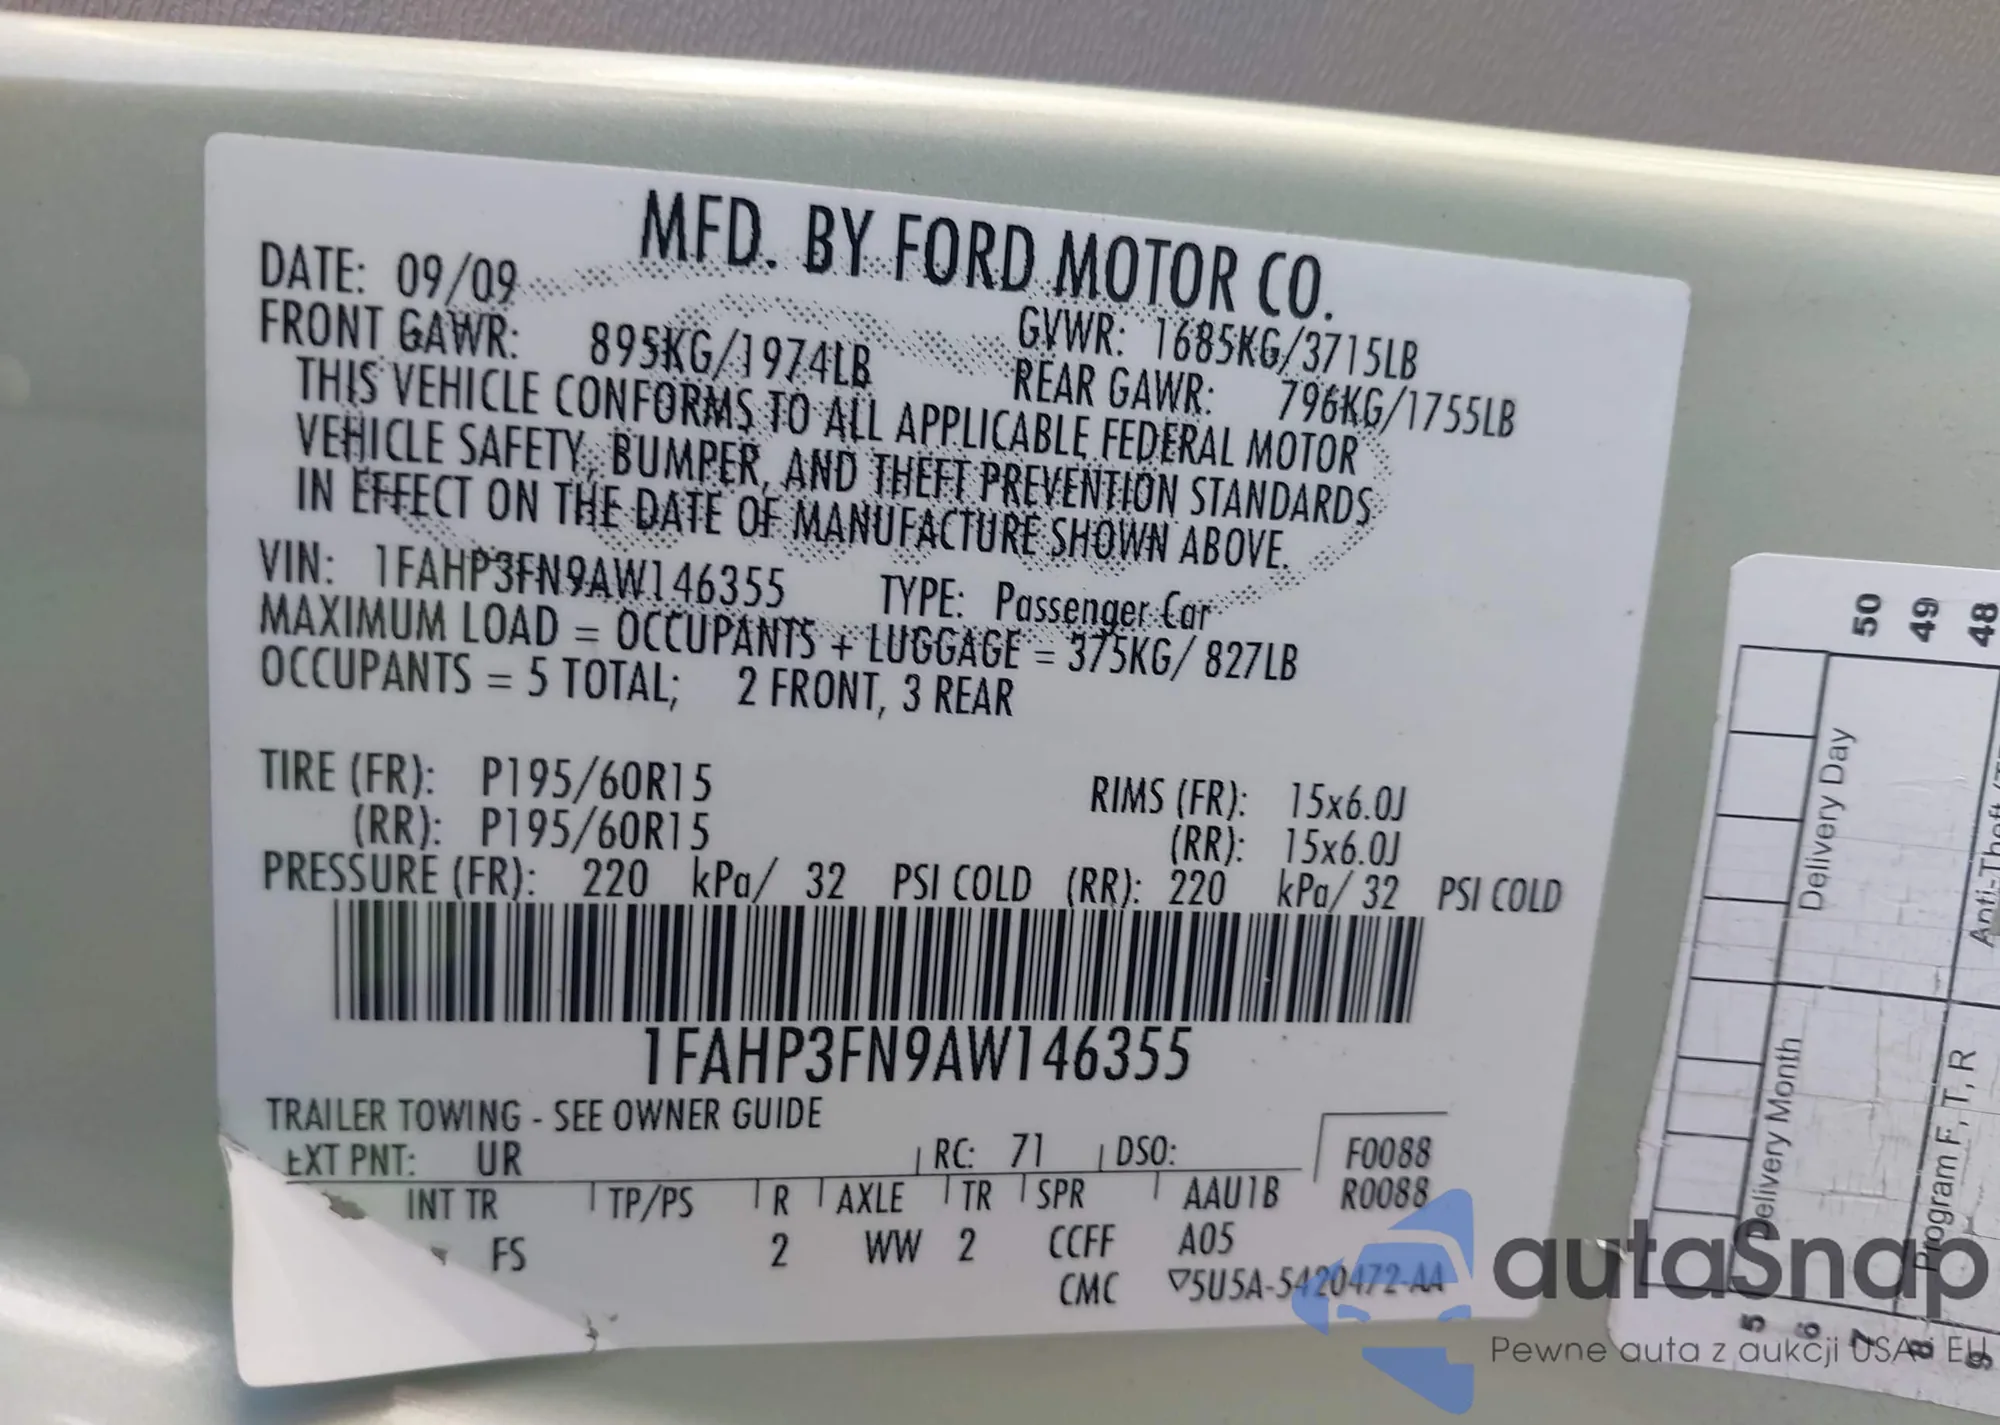 MFD. BY FORD MOTOR CO.
DATE: 09/09
GVWR: 1685KG/3715LB
FRONT GAWR: 895KG/1974LB
REAR GAWR: 796KG/1755LB
THIS VEHICLE CONFORMS TO ALL APPLICABLE FEDERAL MOTOR
VEHICLE SAFETY, BUMPER, AND THEFT PREVENTION STANDARDS
IN EFFECT ON THE DATE OF MANUFACTURE SHOWN ABOVE.
VIN: 1FAHP3FN9AW146355 TYPE: Passenger Car
MAXIMUM LOAD = OCCUPANTS + LUGGAGE = 375KG/ 827LB
OCCUPANTS = 5 TOTAL; 2 FRONT, 3 REAR
TIRE (FR): P195/60R15 RIMS (FR): 15x6.0J
(RR): P195/60R15 (RR): 15x6.0J
PRESSURE (FR): 220 kPa/ 32 PSI COLD (RR): 220 kPa/ 32 PSI COLD
1FAHP3FN9AW146355
TRAILER TOWING - SEE OWNER GUIDE
EXT PNT: UR RC: 71 DSO: F0088
INT TR TP/PS R AXLE TR SPR AAU1B R0088
FS 2 WW 2 CCFF A05
CMC ▽5U5A-5420472-AA
50
49
48
Delivery Day
Delivery Month
Program F, T, R
5
6
7
8
9
autaSnap
Pewne auta z aukcji USA i EU